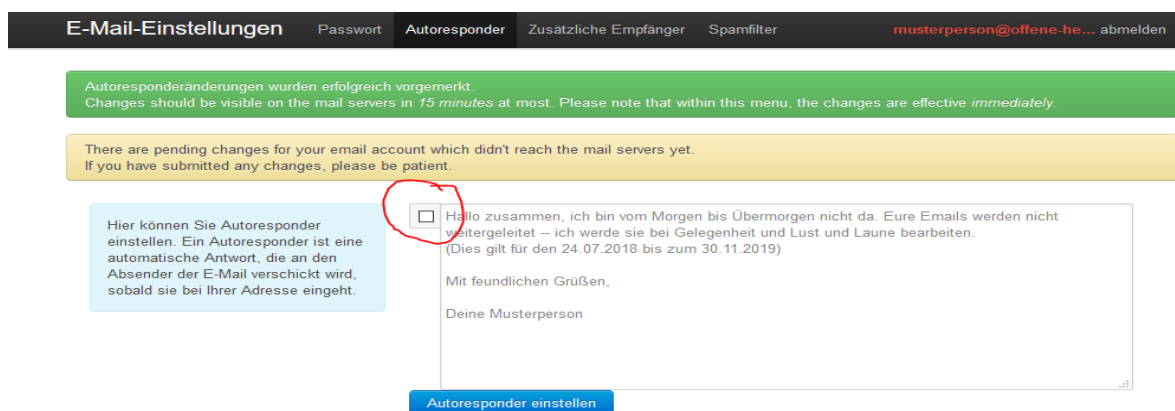 E-Mail-Einstellungen Passwort Autoresponder Zusätzliche Empfänger Spamfilter musterperson@offene-he... abmelden
Autoresponderänderungen wurden erfolgreich vorgemerkt.
Changes should be visible on the mail servers in 15 minutes at most. Please note that within this menu, the changes are effective immediately.
There are pending changes for your email account which didn't reach the mail servers yet.
If you have submitted any changes, please be patient.
Hier können Sie Autoresponder
einstellen. Ein Autoresponder ist eine
automatische Antwort, die an den
Absender der E-Mail verschickt wird,
sobald sie bei Ihrer Adresse eingeht.
Hallo zusammen, ich bin vom Morgen bis Übermorgen nicht da. Eure Emails werden nicht
weitergeleitet -- ich werde sie bei Gelegenheit und Lust und Laune bearbeiten.
(Dies gilt für den 24.07.2018 bis zum 30.11.2019)
Mit feundlichen Grüßen,
Deine Musterperson
Autoresponder einstellen